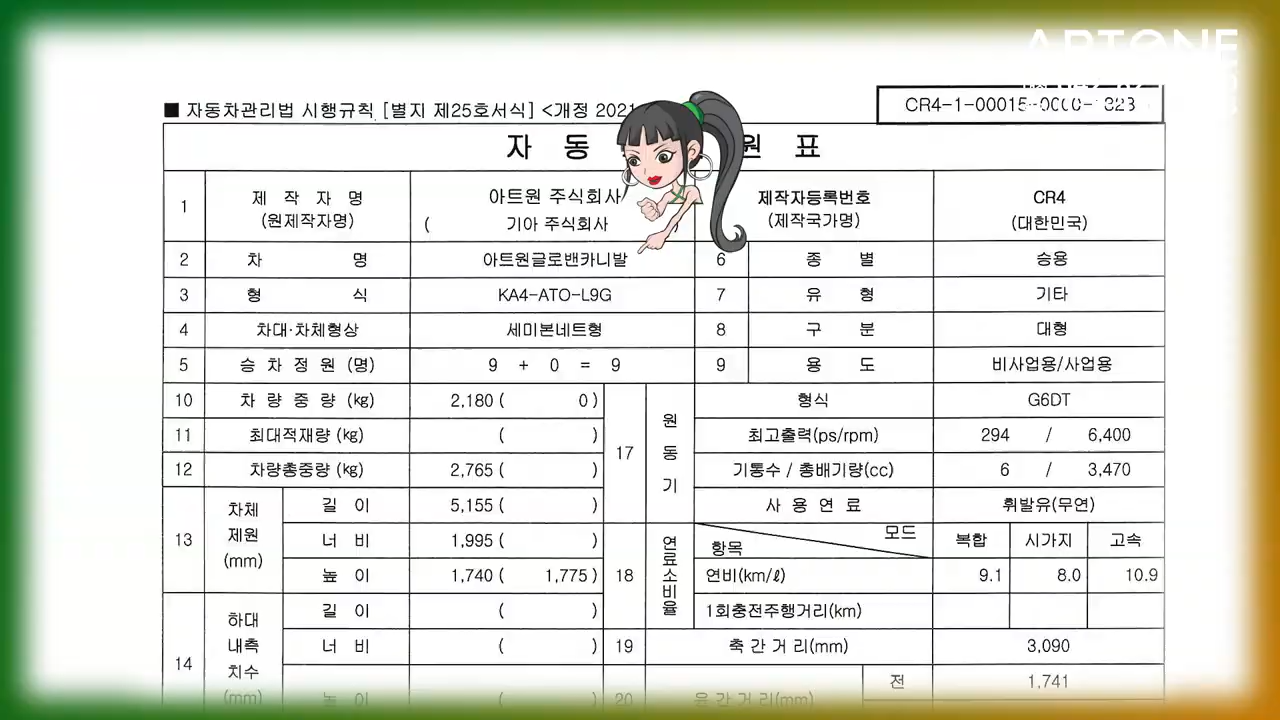 ARTONE
■ 자동차관리법 시행규칙 [별지 제25호서식] <개정 2021
CR4-1-00015-0000-1323
자 동 원 표
1 제 작 자 명 (원제작자명) 아트원 주식회사 ( 기아 주식회사 ) 제작자등록번호 (제작국가명) CR4 (대한민국)
2 차 명 아트원글로밴카니발 6 종 별 승용
3 형 식 KA4-ATO-L9G 7 유 형 기타
4 차대·차체형상 세미본네트형 8 구 분 대형
5 승 차 정 원 (명) 9 + 0 = 9 9 용 도 비사업용/사업용
10 차 량 중 량 (kg) 2,180 ( 0 ) 17 원동기 형식 G6DT
11 최대적재량 (kg) ( ) 최고출력(ps/rpm) 294 / 6,400
12 차량총중량 (kg) 2,765 ( ) 기통수 / 총배기량(cc) 6 / 3,470
13 차체 제원 (mm) 길 이 5,155 ( ) 사 용 연 료 휘발유(무연)
너 비 1,995 ( ) 18 연료소비율 항목 모드 복합 시가지 고속
높 이 1,740 ( 1,775 ) 연비(km/ℓ) 9.1 8.0 10.9
14 하대 내측 치수 (mm) 길 이 ( ) 1회충전주행거리(km)
너 비 ( ) 19 축 간 거 리(mm) 3,090
높 이 ( ) 20 윤 간 거 리(mm) 전 1,741